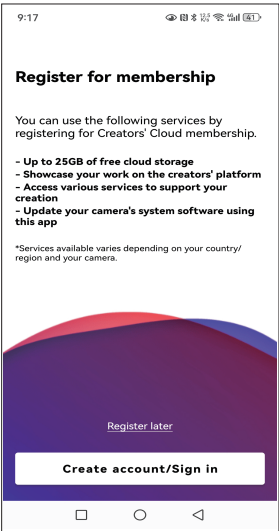 9:17
12.5
K/s
41
Register for membership
You can use the following services by
registering for Creators' Cloud membership.
– Up to 25GB of free cloud storage
– Showcase your work on the creators' platform
– Access various services to support your
creation
– Update your camera's system software using
this app
*Services available varies depending on your country/
region and your camera.
Register later
Create account/Sign in